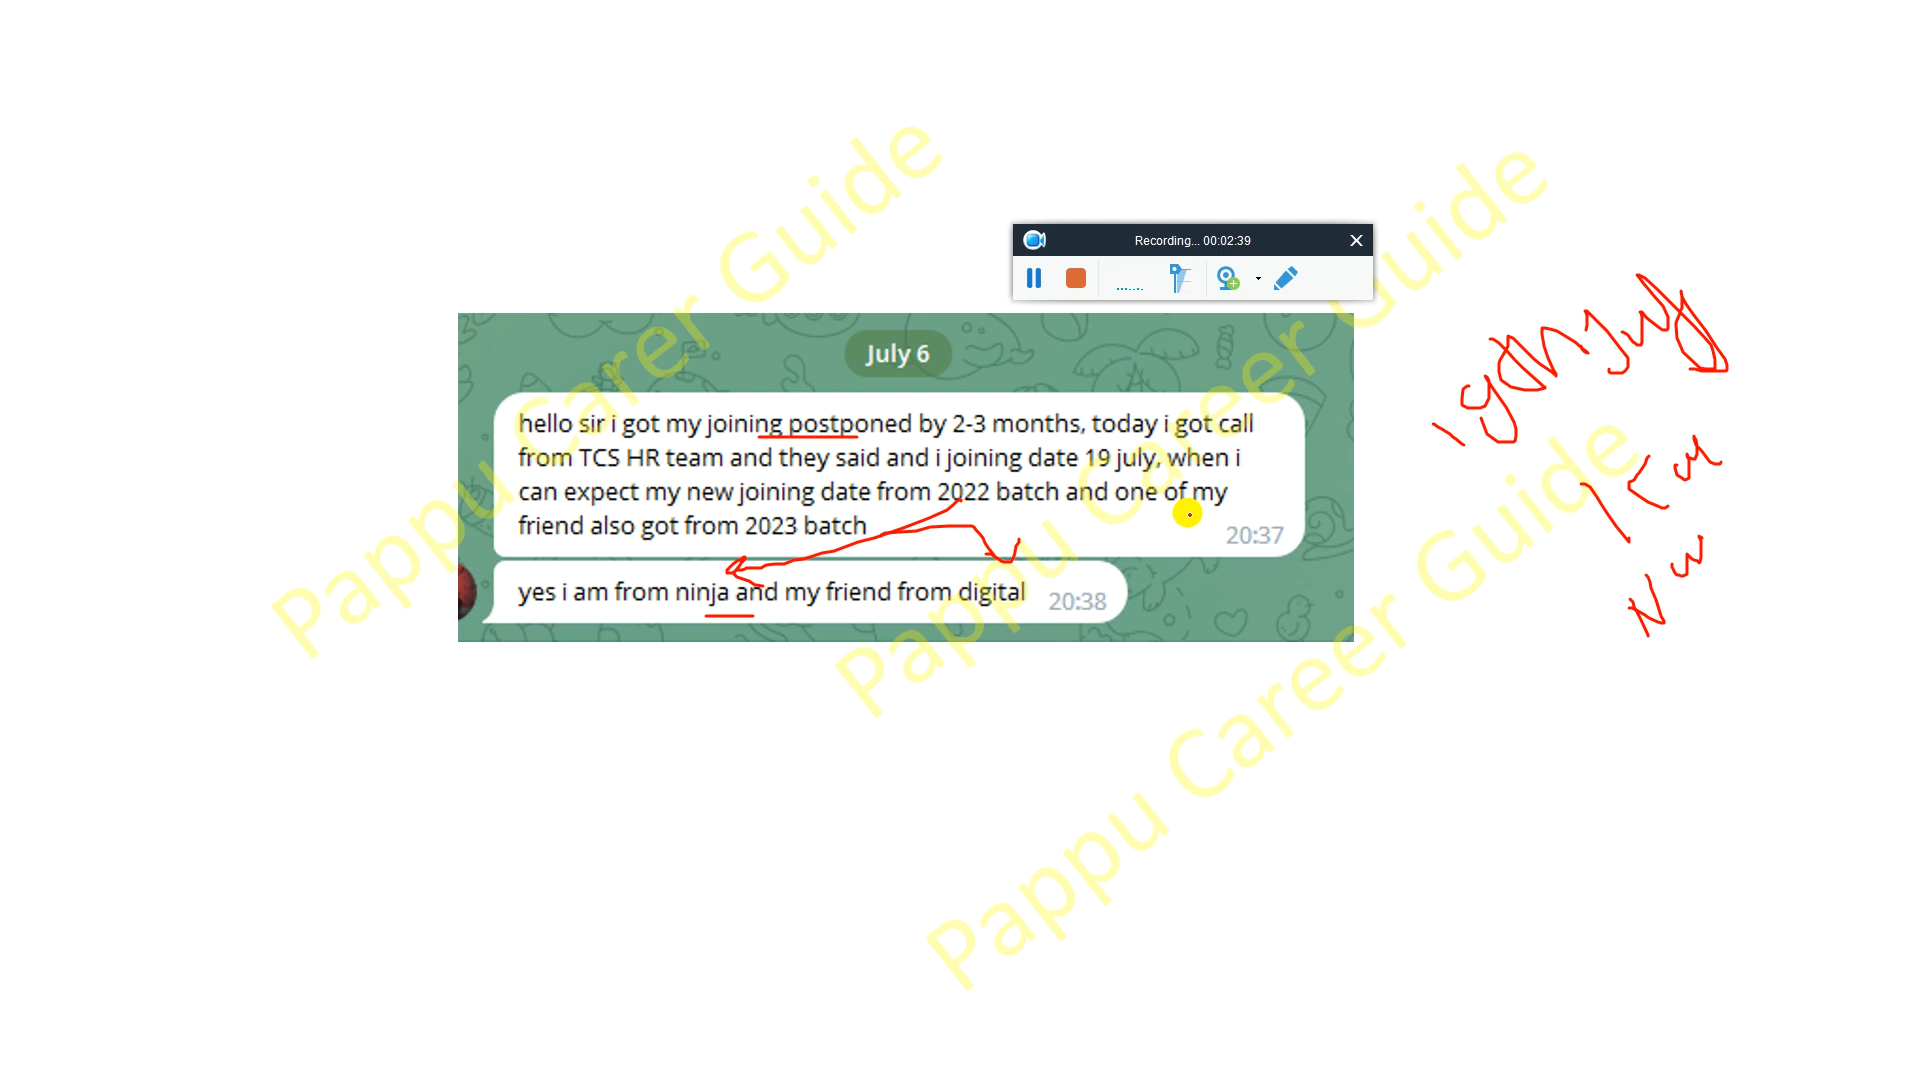 Pappu Career Guide
Pappu Career Guide
Pappu Career Guide
Recording... 00:02:39
July 6
hello sir i got my joining postponed by 2-3 months, today i got call
from TCS HR team and they said and i joining date 19 july, when i
can expect my new joining date from 2022 batch and one of my
friend also got from 2023 batch
20:37
yes i am from ninja and my friend from digital
20:38
19th July